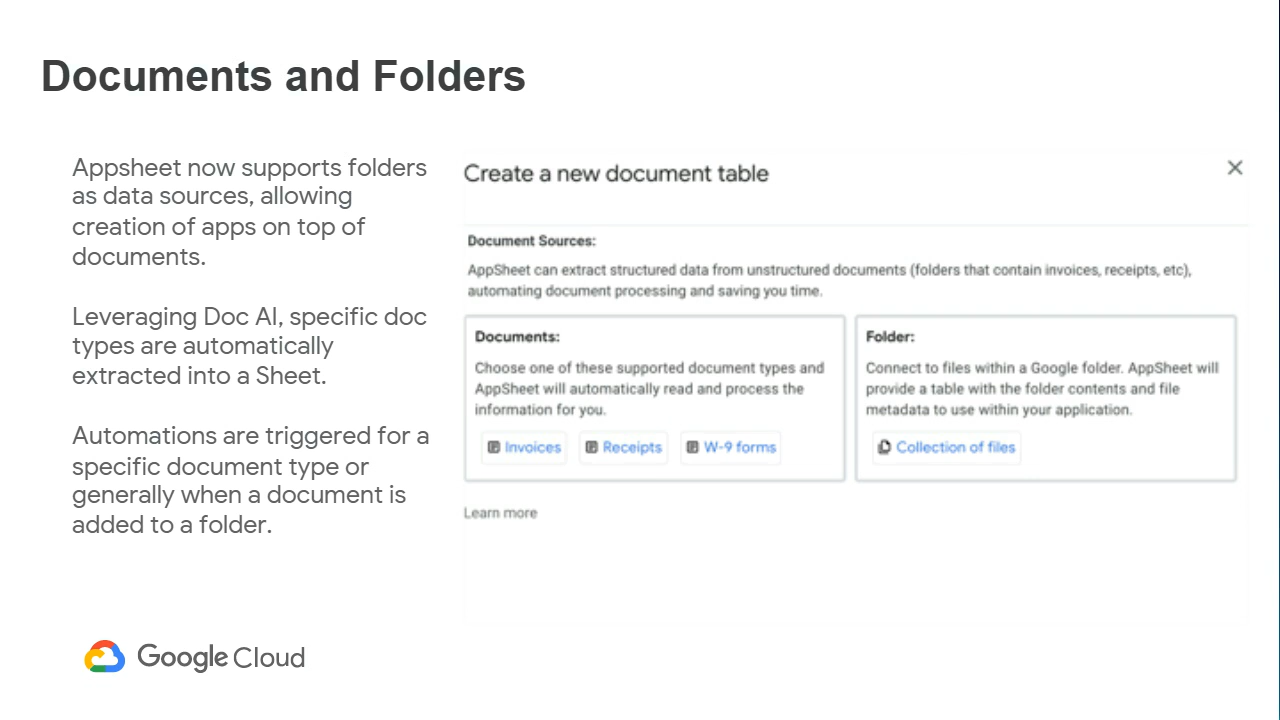 Documents and Folders
Appsheet now supports folders
as data sources, allowing
creation of apps on top of
documents.
Leveraging Doc AI, specific doc
types are automatically
extracted into a Sheet.
Automations are triggered for a
specific document type or
generally when a document is
added to a folder.
Create a new document table
Document Sources:
AppSheet can extract structured data from unstructured documents (folders that contain invoices, receipts, etc),
automating document processing and saving you time.
Documents:
Choose one of these supported document types and
AppSheet will automatically read and process the
information for you.
Invoices Receipts W-9 forms
Folder:
Connect to files within a Google folder. AppSheet will
provide a table with the folder contents and file
metadata to use within your application.
Collection of files
Learn more
Google Cloud